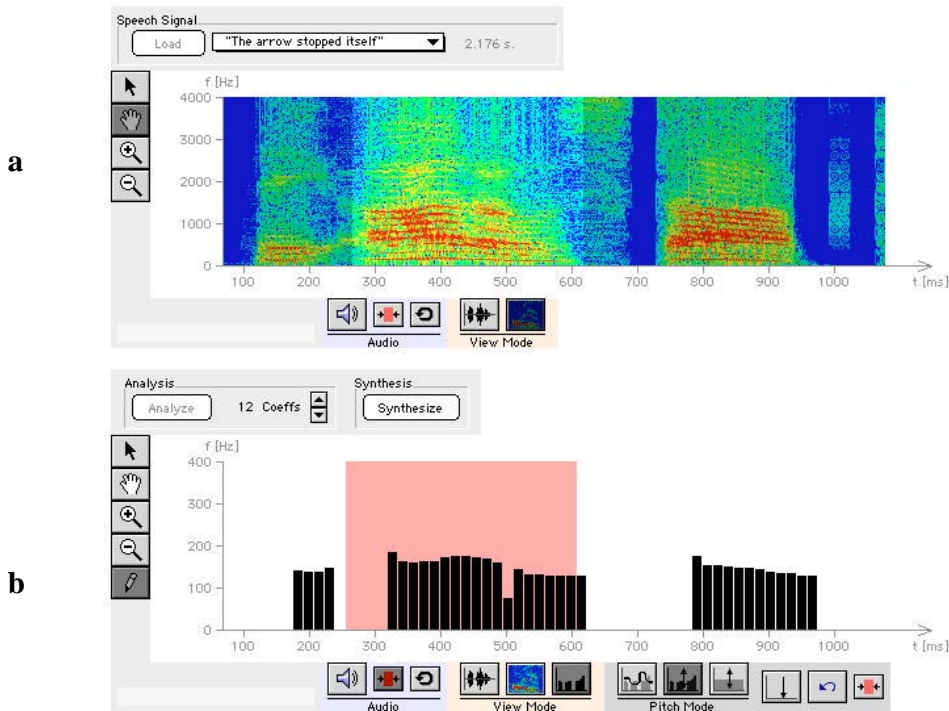 a
Speech Signal
Load "The arrow stopped itself" 2.176 s.
f [Hz]
4000
3000
2000
1000
0
100 200 300 400 500 600 700 800 900 1000 t [ms]
Audio View Mode
b
Analysis Synthesis
Analyze 12 Coeffs Synthesize
f [Hz]
400
300
200
100
0
100 200 300 400 500 600 700 800 900 1000 t [ms]
Audio View Mode Pitch Mode